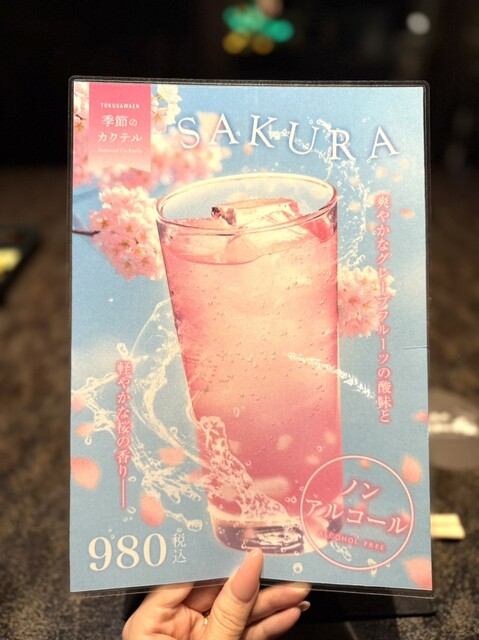 TOKUSAWAEN
季節の
カクテル
Seasonal Cocktails
SAKURA
爽やかなグレープフルーツの酸味と
軽やかな桜の香り――
ノン
アルコール
ALCOHOL FREE
980税込